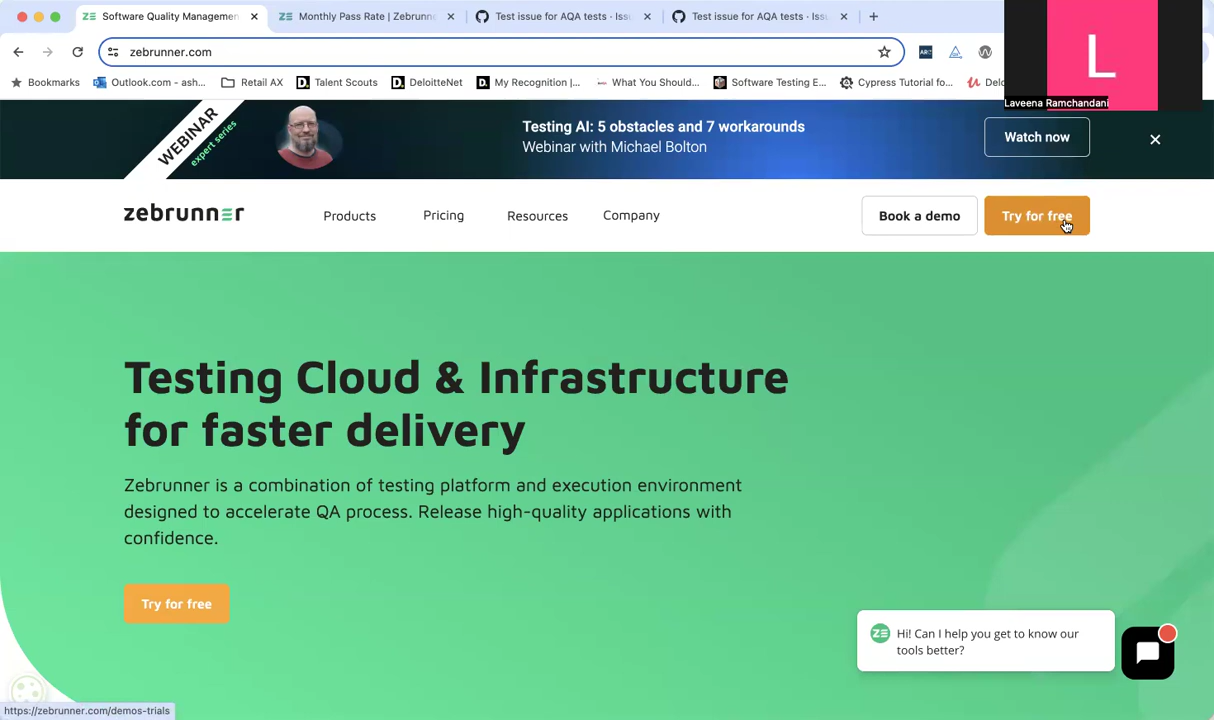 Software Quality Managemen
Monthly Pass Rate | Zebrunne
Test issue for AQA tests · Issu
Test issue for AQA tests · Issu
zebrunner.com
ABC
Bookmarks
Outlook.com - ash...
Retail AX
Talent Scouts
DeloitteNet
My Recognition |...
What You Should...
Software Testing E...
Cypress Tutorial fo...
L
Laveena Ramchandani
WEBINAR
expert series
Testing AI: 5 obstacles and 7 workarounds
Webinar with Michael Bolton
Watch now
zebrunner
Products
Pricing
Resources
Company
Book a demo
Try for free
Testing Cloud & Infrastructure
for faster delivery
Zebrunner is a combination of testing platform and execution environment
designed to accelerate QA process. Release high-quality applications with
confidence.
Try for free
Hi! Can I help you get to know our
tools better?
https://zebrunner.com/demos-trials